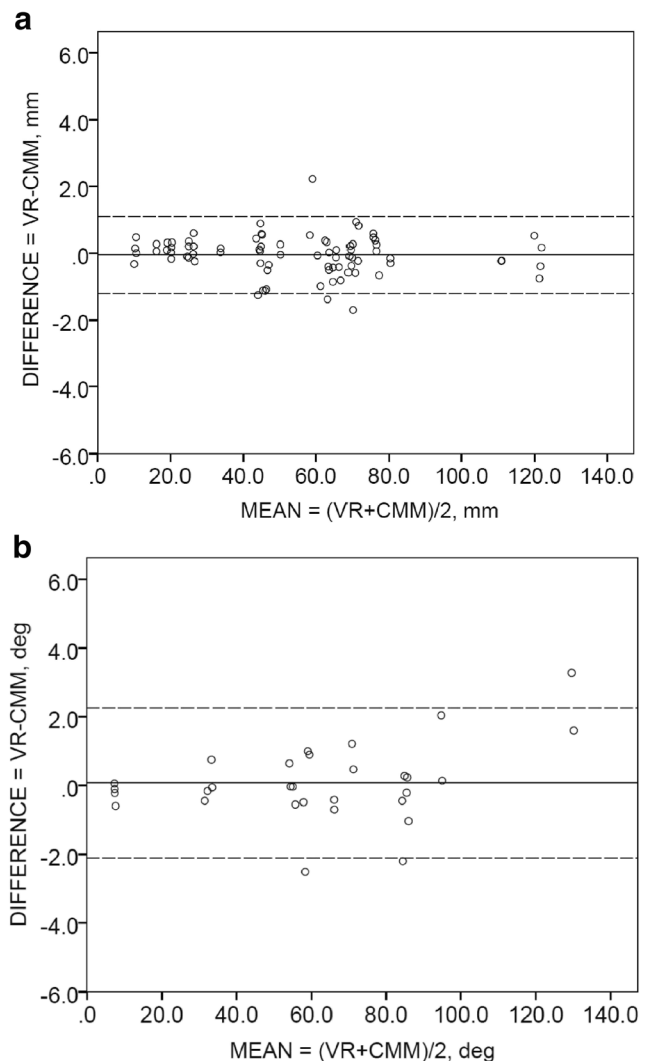 a
6.0
4.0
2.0
.0
-2.0
-4.0
-6.0
DIFFERENCE = VR-CMM, mm
.0 20.0 40.0 60.0 80.0 100.0 120.0 140.0
MEAN = (VR+CMM)/2, mm
b
6.0
4.0
2.0
.0
-2.0
-4.0
-6.0
DIFFERENCE = VR-CMM, deg
.0 20.0 40.0 60.0 80.0 100.0 120.0 140.0
MEAN = (VR+CMM)/2, deg